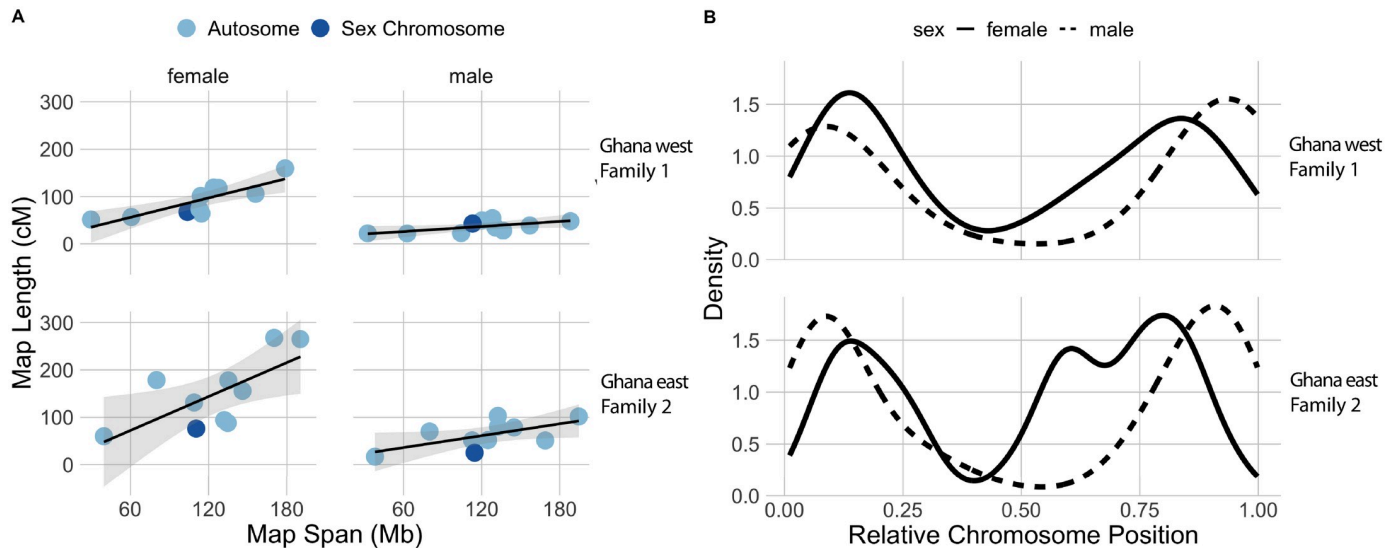 A
Autosome Sex Chromosome
female male
300
200
100
0
Ghana west
Family 1
300
200
100
0
Ghana east
Family 2
Map Length (cM)
60 120 180 60 120 180
Map Span (Mb)
B
sex female male
1.5
1.0
0.5
0.0
Ghana west
Family 1
1.5
1.0
0.5
0.0
Ghana east
Family 2
Density
0.00 0.25 0.50 0.75 1.00
Relative Chromosome Position